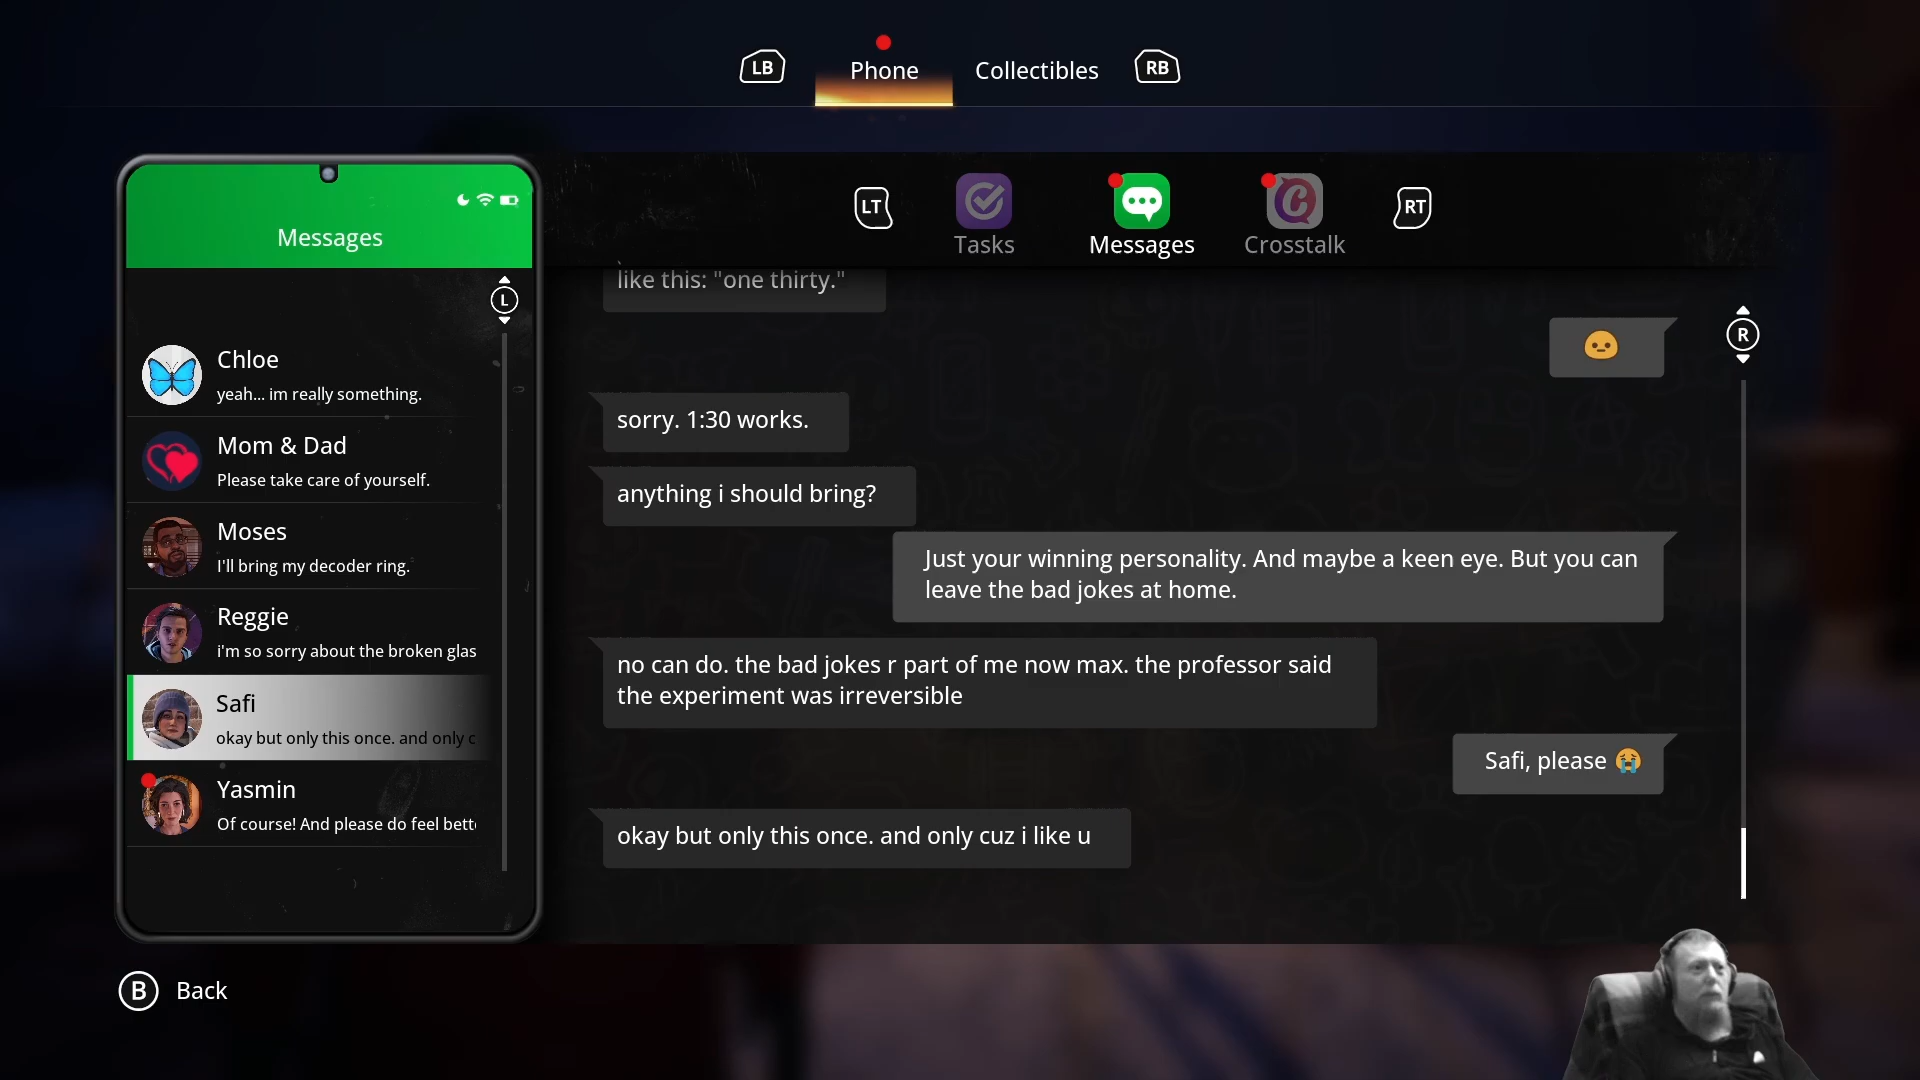 LB
Phone
Collectibles
RB
Messages
LT
Tasks
Messages
Crosstalk
RT
L
Chloe
yeah... im really something.
Mom & Dad
Please take care of yourself.
Moses
I'll bring my decoder ring.
Reggie
i'm so sorry about the broken glas
Safi
okay but only this once. and only c
Yasmin
Of course! And please do feel bett
like this: "one thirty."
R
sorry. 1:30 works.
anything i should bring?
Just your winning personality. And maybe a keen eye. But you can
leave the bad jokes at home.
no can do. the bad jokes r part of me now max. the professor said
the experiment was irreversible
Safi, please 😭
okay but only this once. and only cuz i like u
B
Back